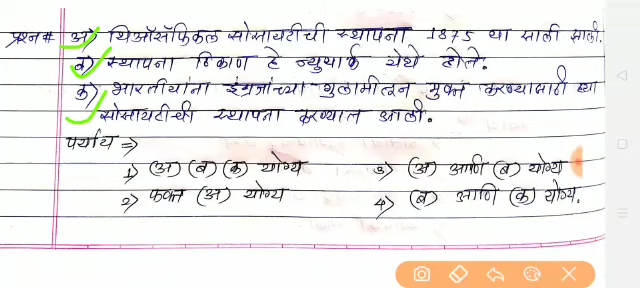 प्रश्न# अ) थिऑसॉफिकल सोसायटीची स्थापना 1875 या साली झाली.
ब) स्थापना ठिकाण हे न्युयार्क येथे होते.
क) भारतीयांना इंग्रजांच्या गुलामीतून मुक्त करण्यासाठी ह्या
सोसायटीची स्थापना करण्यात आली.
पर्याय ⇒
1) (अ) (ब) (क) योग्य 3) (अ) आणि (ब) योग्य
2) फक्त (अ) योग्य 4) (ब) आणि (क) योग्य.